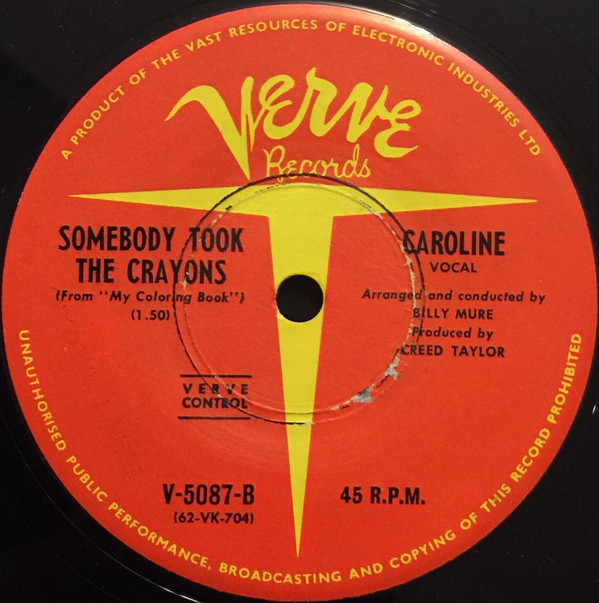 A PRODUCT OF THE VAST RESOURCES OF ELECTRONIC INDUSTRIES LTD
Verve
Records
SOMEBODY TOOK
THE CRAYONS
(From "My Coloring Book")
(1.50)
CAROLINE
VOCAL
Arranged and conducted by
BILLY MURE
Produced by
CREED TAYLOR
VERVE
CONTROL
V-5087-B
(62-VK-704)
45 R.P.M.
UNAUTHORISED PUBLIC PERFORMANCE, BROADCASTING AND COPYING OF THIS RECORD PROHIBITED